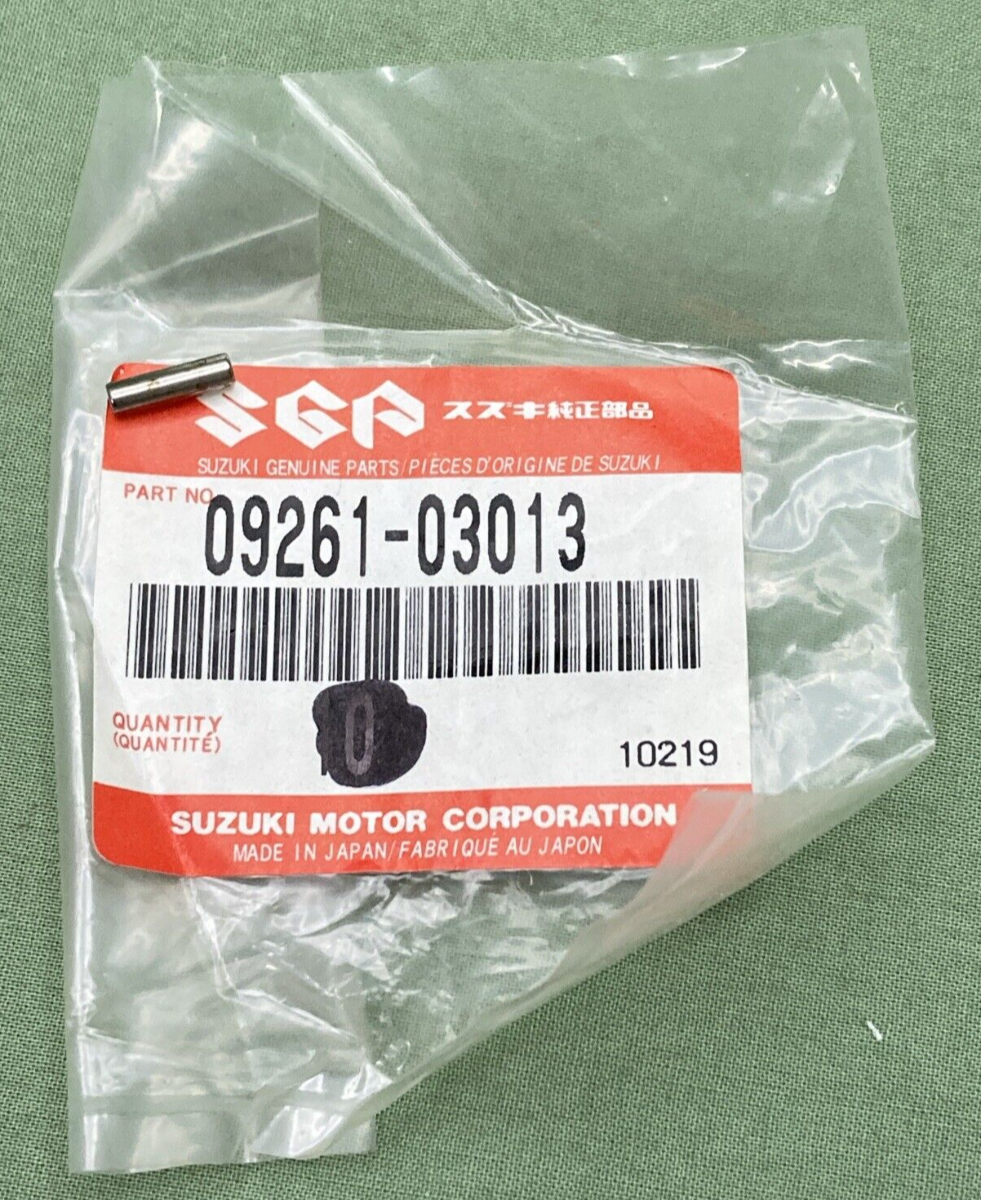 SGP スズキ純正部品
SUZUKI GENUINE PARTS/PIÈCES D'ORIGINE DE SUZUKI
PART NO.
09261-03013
QUANTITY
(QUANTITÉ)
10
10219
SUZUKI MOTOR CORPORATION
MADE IN JAPAN/FABRIQUÉ AU JAPON